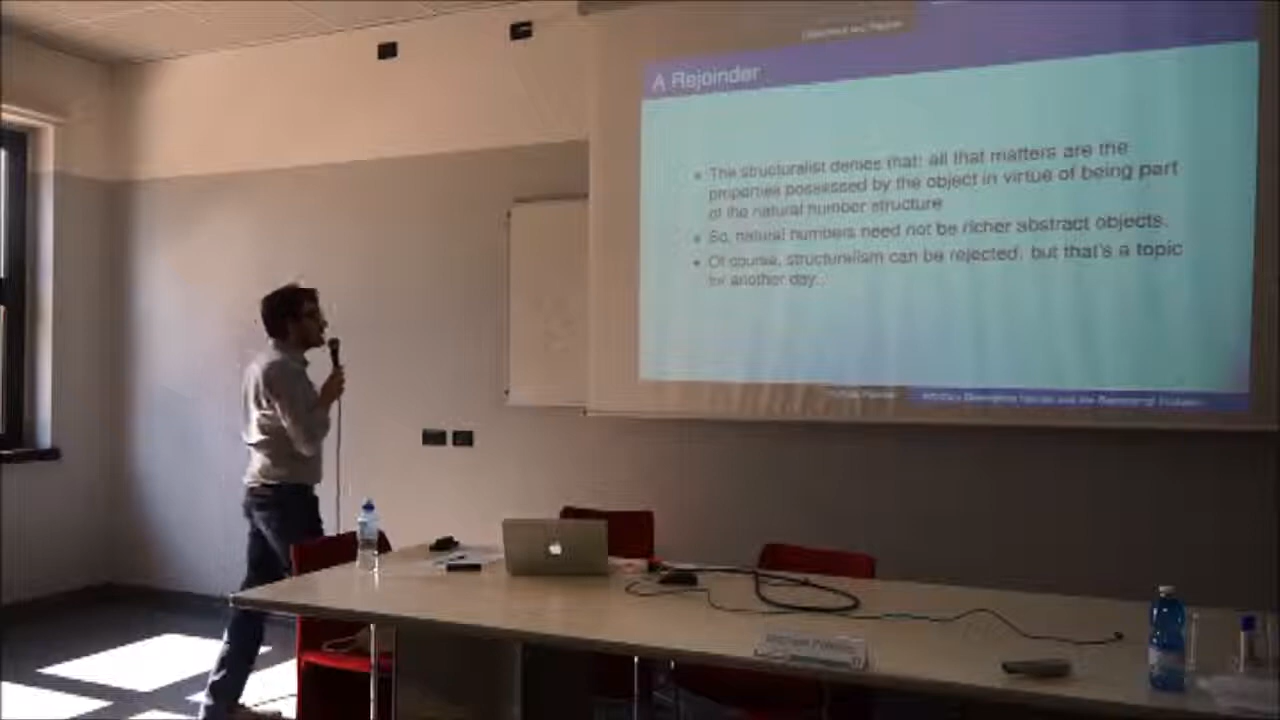 A Rejoinder
The structuralist denies that: all that matters are the
properties possessed by the object in virtue of being part
of the natural number structure
So, natural numbers need not be richer abstract objects.
Of course, structuralism can be rejected, but that's a topic
for another day...